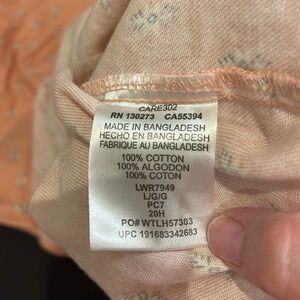 CARE302
RN 130273 CA55394
MADE IN BANGLADESH
HECHO EN BANGLADESH
FABRIQUE AU BANGLADESH
100% COTTON
100% ALGODON
100% COTON
LWR7949
L/G/G
PC7
20H
PO# WTLH57303
UPC 191683342683